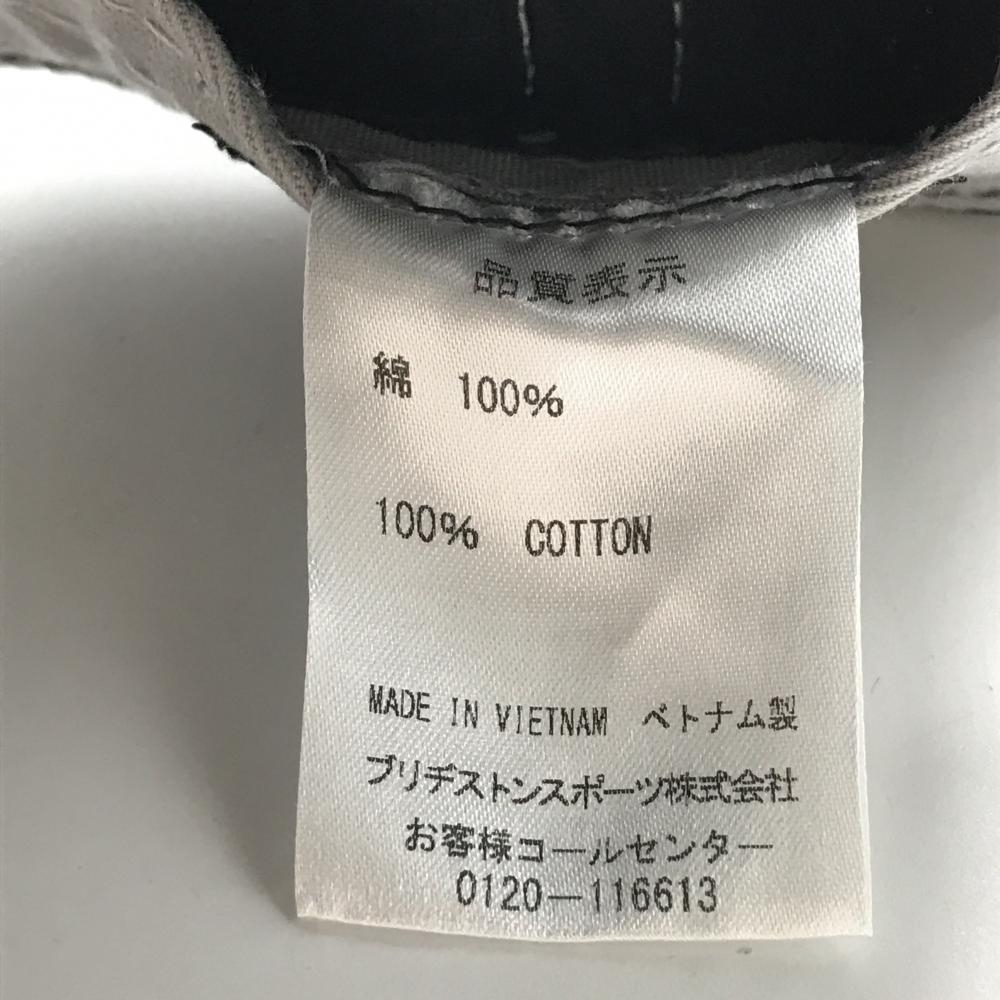 品質表示
綿 100%
100% COTTON
MADE IN VIETNAM ベトナム製
ブリヂストンスポーツ株式会社
お客様コールセンター
0120-116613